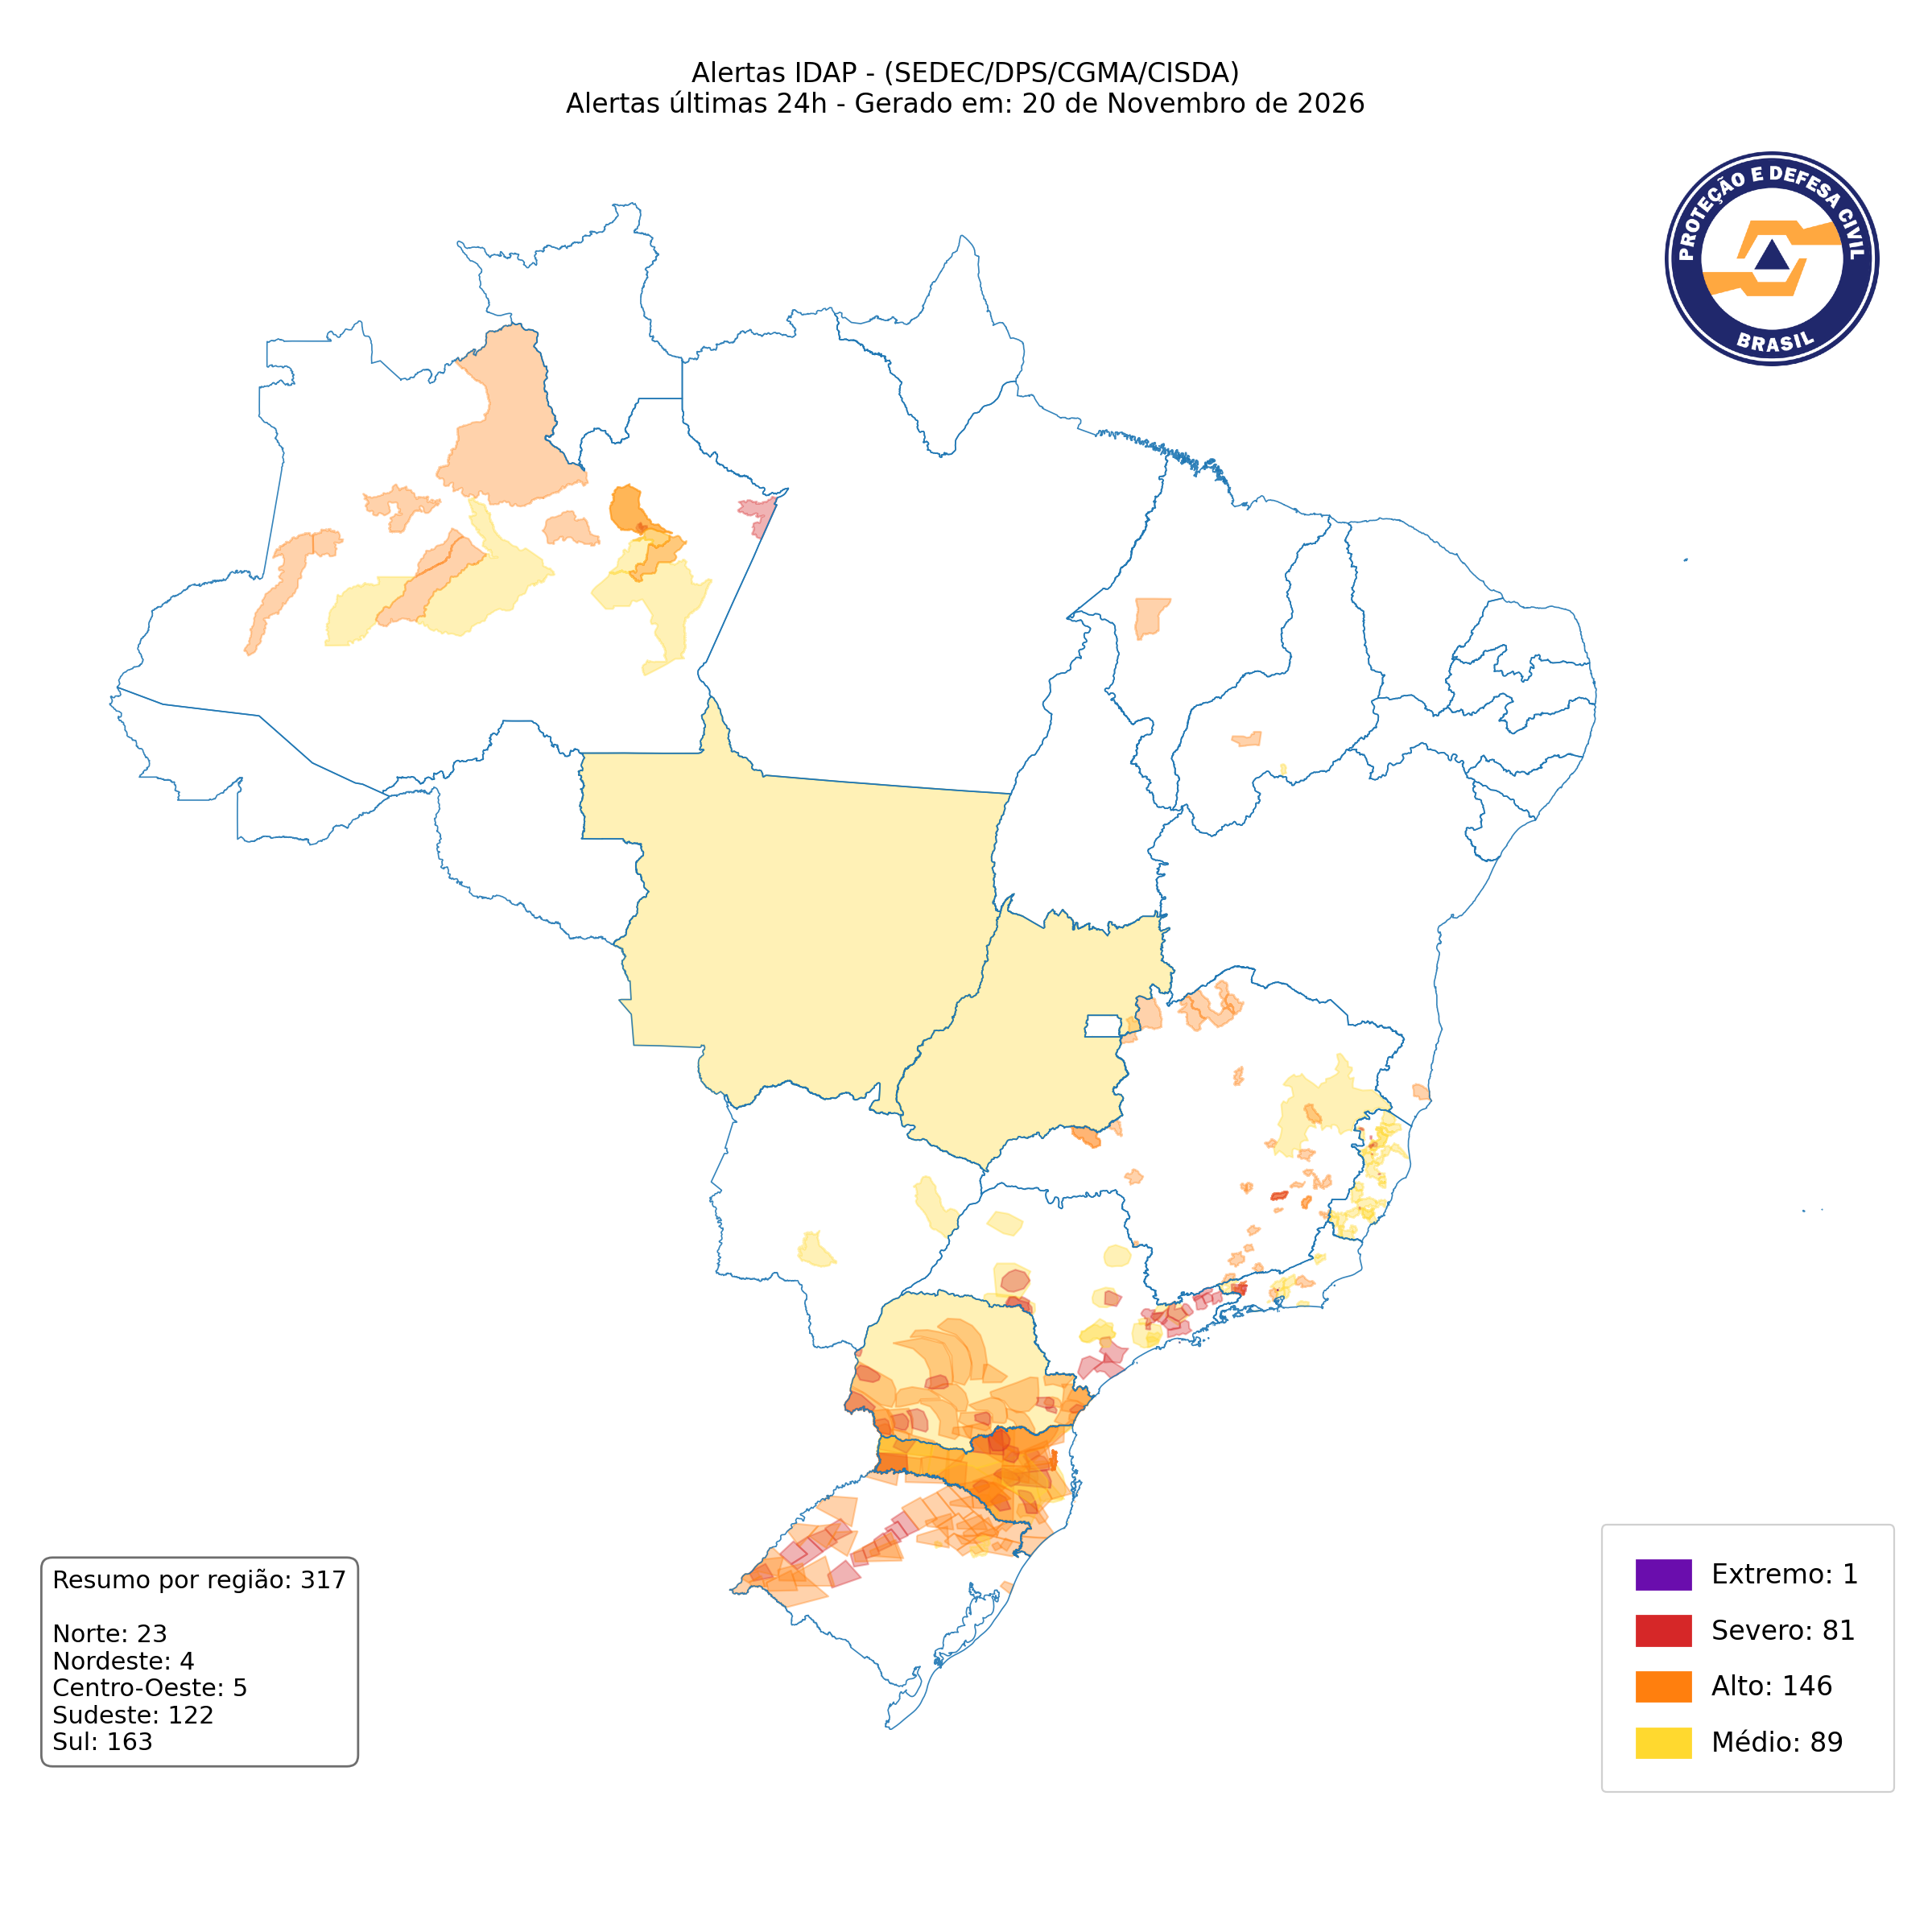 Alertas IDAP - (SEDEC/DPS/CGMA/CISDA)
Alertas últimas 24h - Gerado em: 20 de Novembro de 2026
PROTEÇÃO E DEFESA CIVIL
BRASIL
Resumo por região: 317
Norte: 23
Nordeste: 4
Centro-Oeste: 5
Sudeste: 122
Sul: 163
Extremo: 1
Severo: 81
Alto: 146
Médio: 89